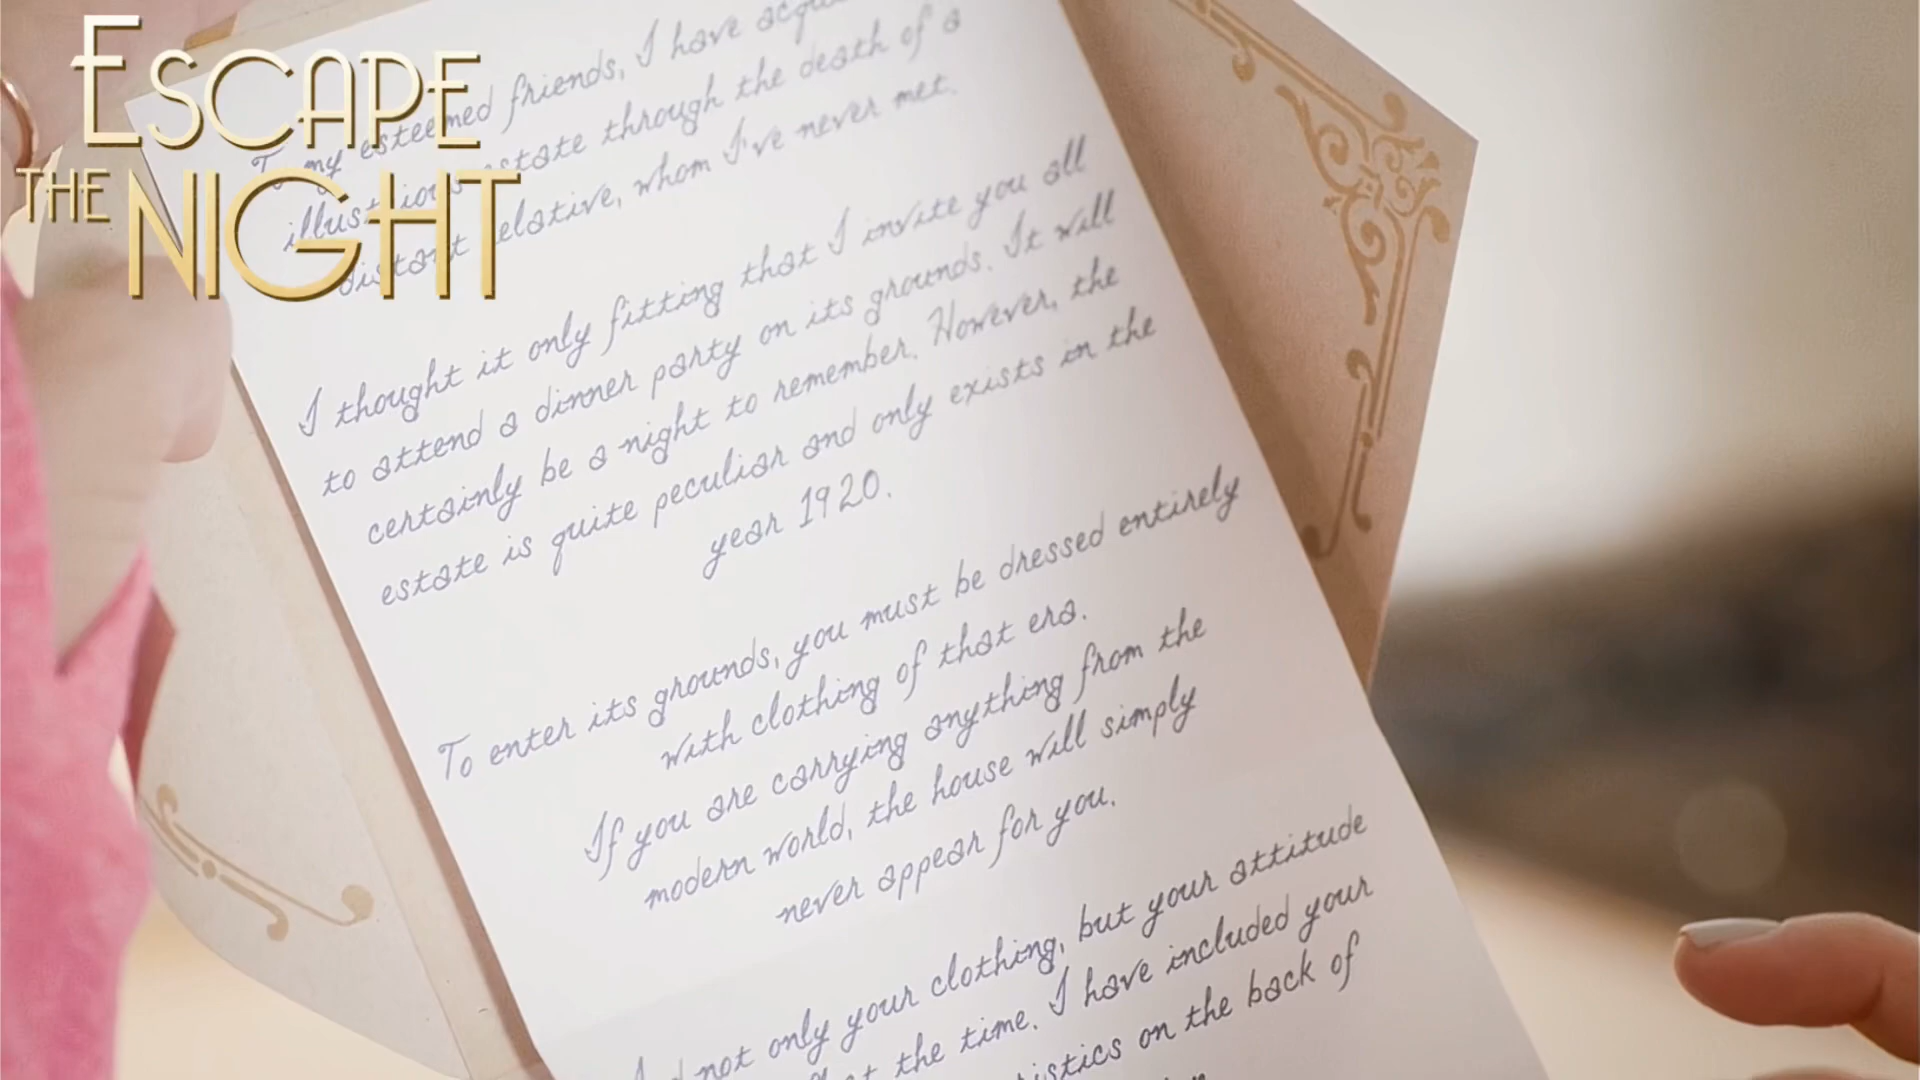 ESCAPE
THE NIGHT
To my esteemed friends, I have
illustrious estate through the death of a
distant relative, whom I've never met.
I thought it only fitting that I invite you all
to attend a dinner party on its grounds. It will
certainly be a night to remember. However, the
estate is quite peculiar and only exists in the
year 1920.
To enter its grounds, you must be dressed entirely
with clothing of that era.
If you are carrying anything from the
modern world, the house will simply
never appear for you.
not only your clothing, but your attitude
the time. I have included your
on the back of